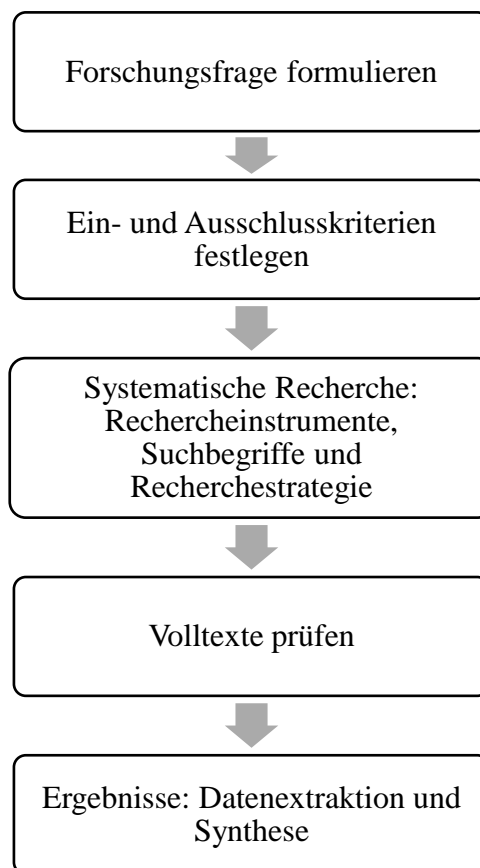 Forschungsfrage formulieren
Ein- und Ausschlusskriterien
festlegen
Systematische Recherche:
Rechercheinstrumente,
Suchbegriffe und
Recherchestrategie
Volltexte prüfen
Ergebnisse: Datenextraktion und
Synthese